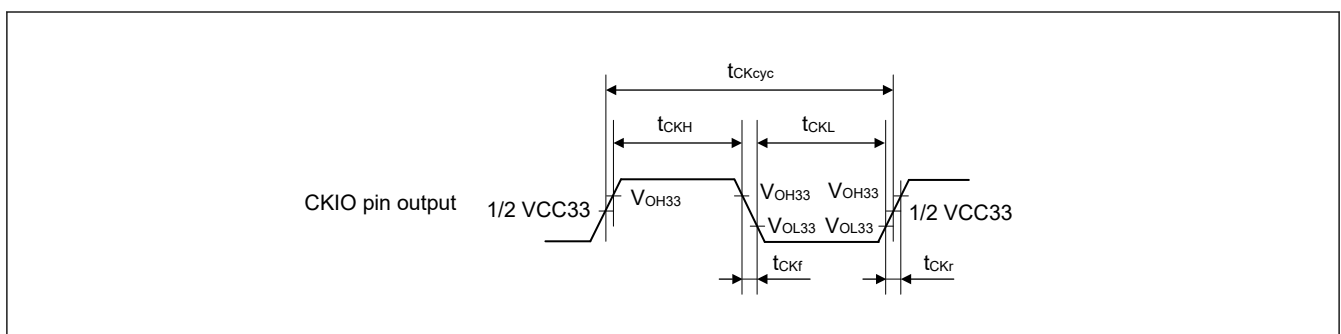 tCKcyc
tCKH tCKL
CKIO pin output 1/2 VCC33 VOH33 VOH33 VOH33 1/2 VCC33
VOL33 VOL33
tCKf tCKr